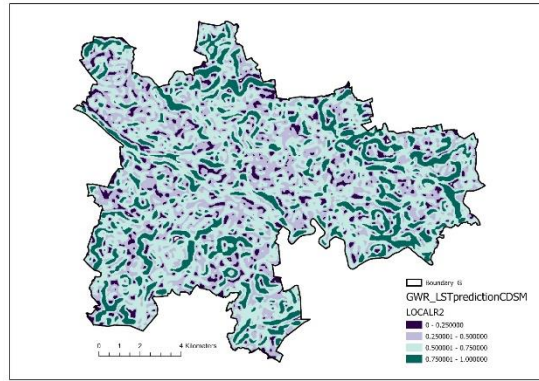 Boundary_G
GWR_LSTpredictionCDSM
LOCALR2
0 - 0.250000
0.250001 - 0.500000
0.500001 - 0.750000
0.750001 - 1.000000
0 1 2 4 Kilometers